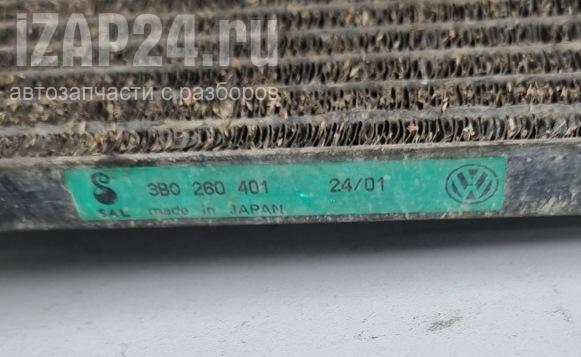 iZAP24.ru
автозапчасти с разборов
3B0 260 401 24/01
SAL made in JAPAN